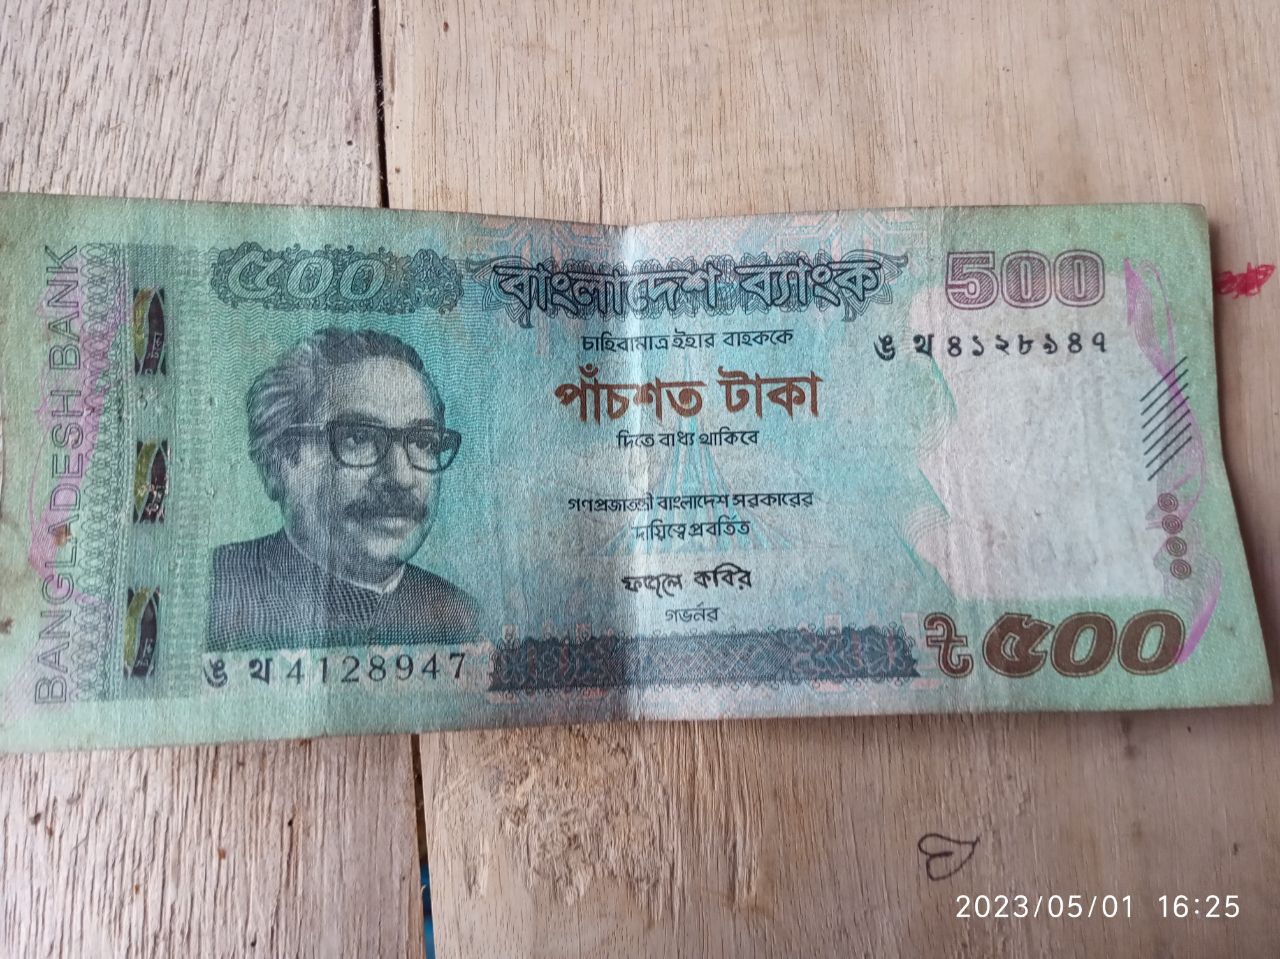 BANGLADESH BANK
৫০০
বাংলাদেশ ব্যাংক
500
চাহিবামাত্র ইহার বাহককে
ঙ থ ৪১২৮৯৪৭
পাঁচশত টাকা
দিতে বাধ্য থাকিবে
গণপ্রজাতন্ত্রী বাংলাদেশ সরকারের
দায়িত্বে প্রবর্তিত
ফজলে কবির
গভর্নর
ঙ থ 4128947
৳ ৫০০
2023/05/01 16:25